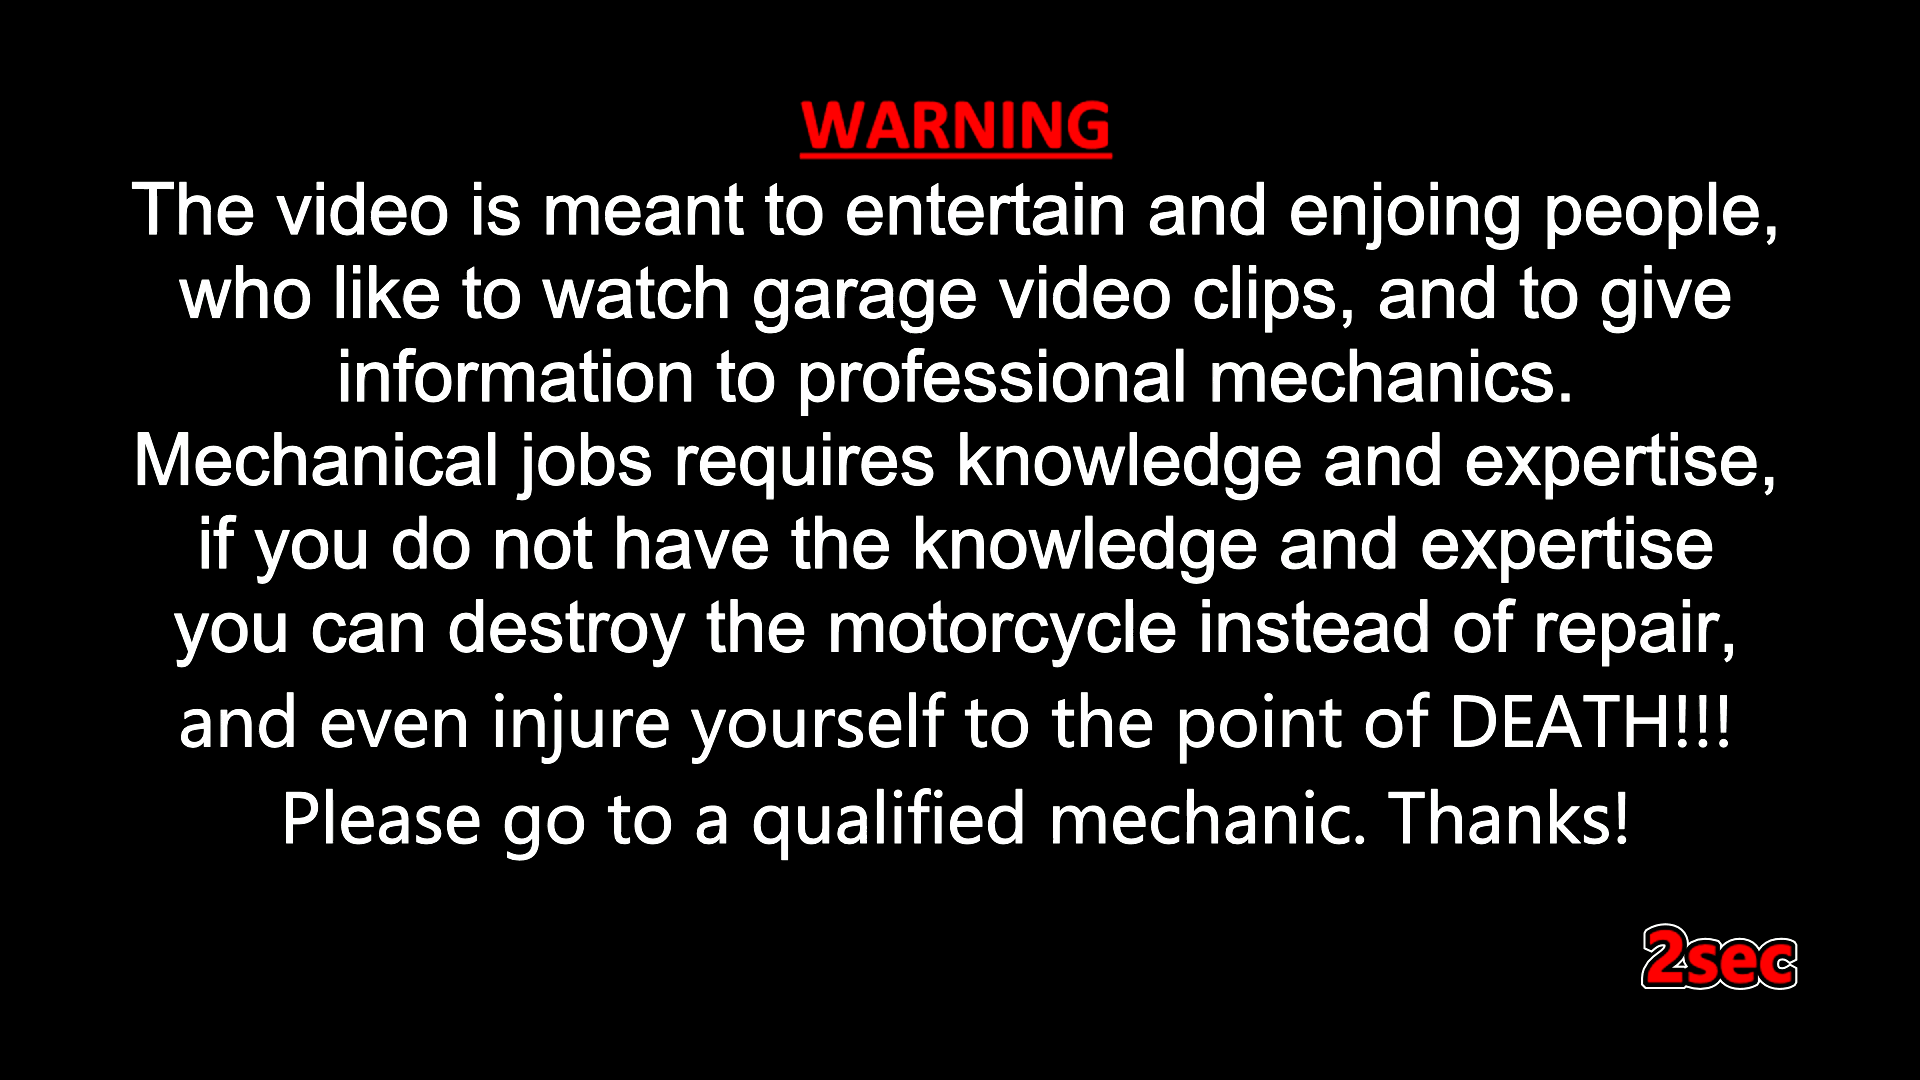 WARNING
The video is meant to entertain and enjoing people,
who like to watch garage video clips, and to give
information to professional mechanics.
Mechanical jobs requires knowledge and expertise,
if you do not have the knowledge and expertise
you can destroy the motorcycle instead of repair,
and even injure yourself to the point of DEATH!!!
Please go to a qualified mechanic. Thanks!
2sec